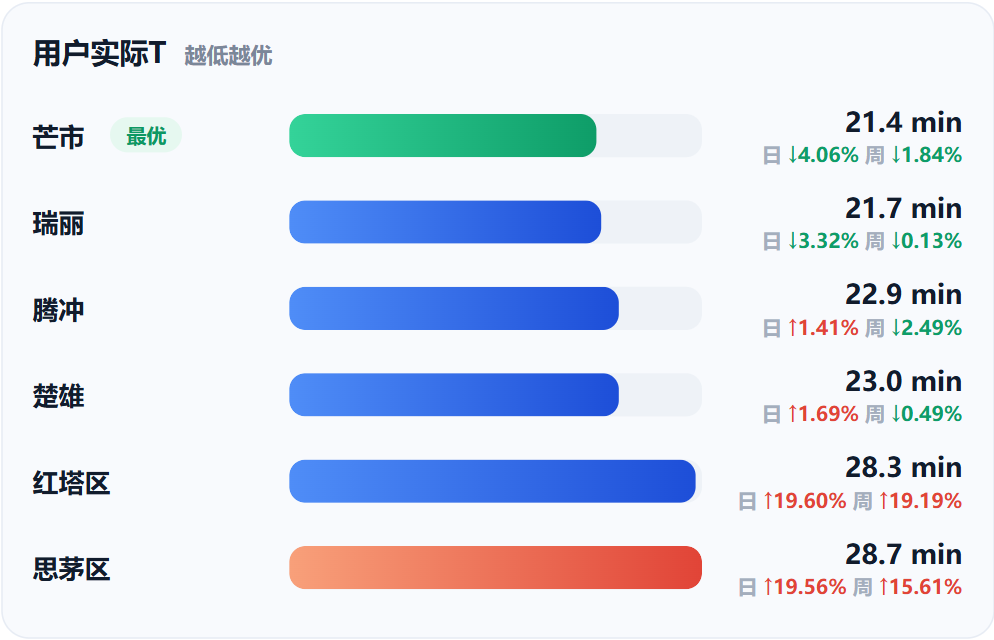 用户实际T 越低越优
芒市 最优 21.4 min
日 ↓4.06% 周 ↓1.84%
瑞丽 21.7 min
日 ↓3.32% 周 ↓0.13%
腾冲 22.9 min
日 ↑1.41% 周 ↓2.49%
楚雄 23.0 min
日 ↑1.69% 周 ↓0.49%
红塔区 28.3 min
日 ↑19.60% 周 ↑19.19%
思茅区 28.7 min
日 ↑19.56% 周 ↑15.61%